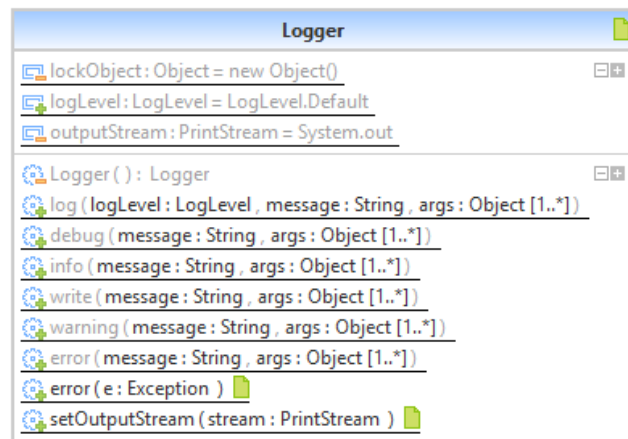 Logger
lockObject : Object = new Object()
logLevel : LogLevel = LogLevel.Default
outputStream : PrintStream = System.out
Logger ( ) : Logger
log ( logLevel : LogLevel , message : String , args : Object [1..*] )
debug ( message : String , args : Object [1..*] )
info ( message : String , args : Object [1..*] )
write ( message : String , args : Object [1..*] )
warning ( message : String , args : Object [1..*] )
error ( message : String , args : Object [1..*] )
error ( e : Exception )
setOutputStream ( stream : PrintStream )